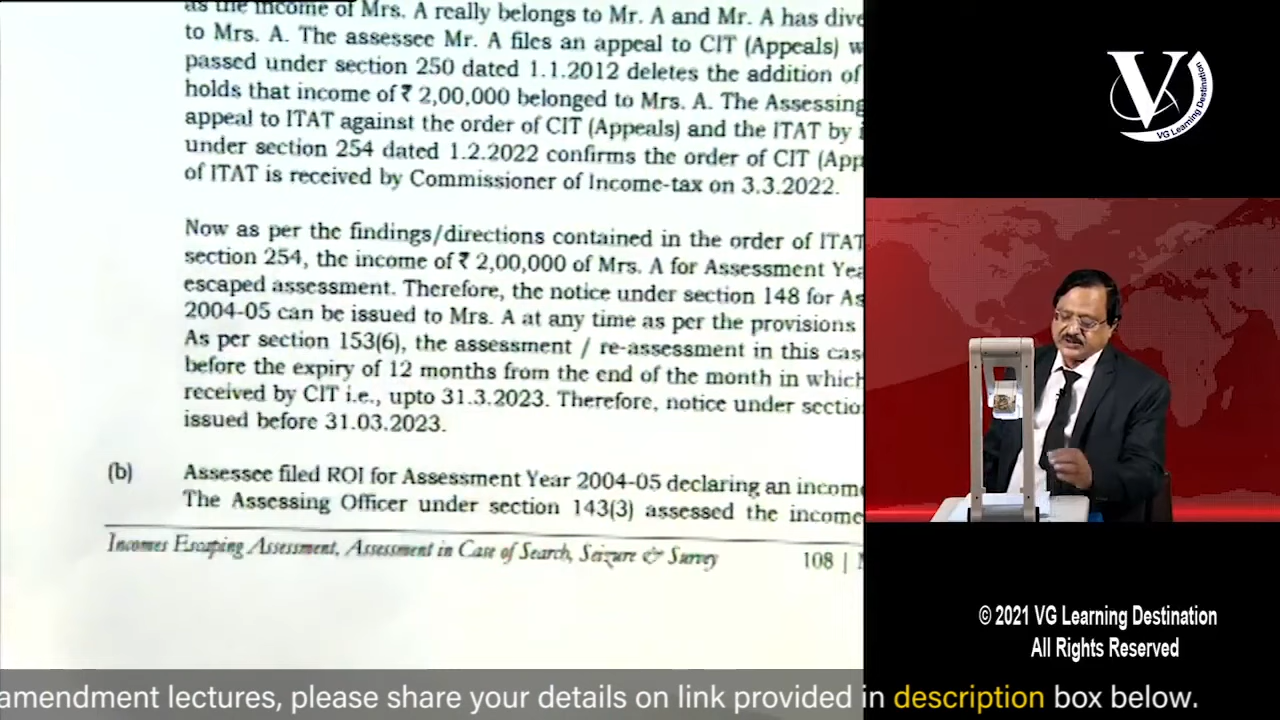 as the income of Mrs. A really belongs to Mr. A and Mr. A has dive
to Mrs. A. The assessee Mr. A files an appeal to CIT (Appeals) w
passed under section 250 dated 1.1.2012 deletes the addition of
holds that income of ₹ 2,00,000 belonged to Mrs. A. The Assessing
appeal to ITAT against the order of CIT (Appeals) and the ITAT by i
under section 254 dated 1.2.2022 confirms the order of CIT (App
of ITAT is received by Commissioner of Income-tax on 3.3.2022.
Now as per the findings/directions contained in the order of ITAT
section 254, the income of ₹ 2,00,000 of Mrs. A for Assessment Yea
escaped assessment. Therefore, the notice under section 148 for As
2004-05 can be issued to Mrs. A at any time as per the provisions
As per section 153(6), the assessment / re-assessment in this cas
before the expiry of 12 months from the end of the month in which
received by CIT i.e., upto 31.3.2023. Therefore, notice under sectio
issued before 31.03.2023.
(b) Assessee filed ROI for Assessment Year 2004-05 declaring an income
The Assessing Officer under section 143(3) assessed the income
Incomes Escaping Assessment, Assessment in Case of Search, Seizure & Survey 108 |
V
VG Learning Destination
© 2021 VG Learning Destination
All Rights Reserved
amendment lectures, please share your details on link provided in description box below.